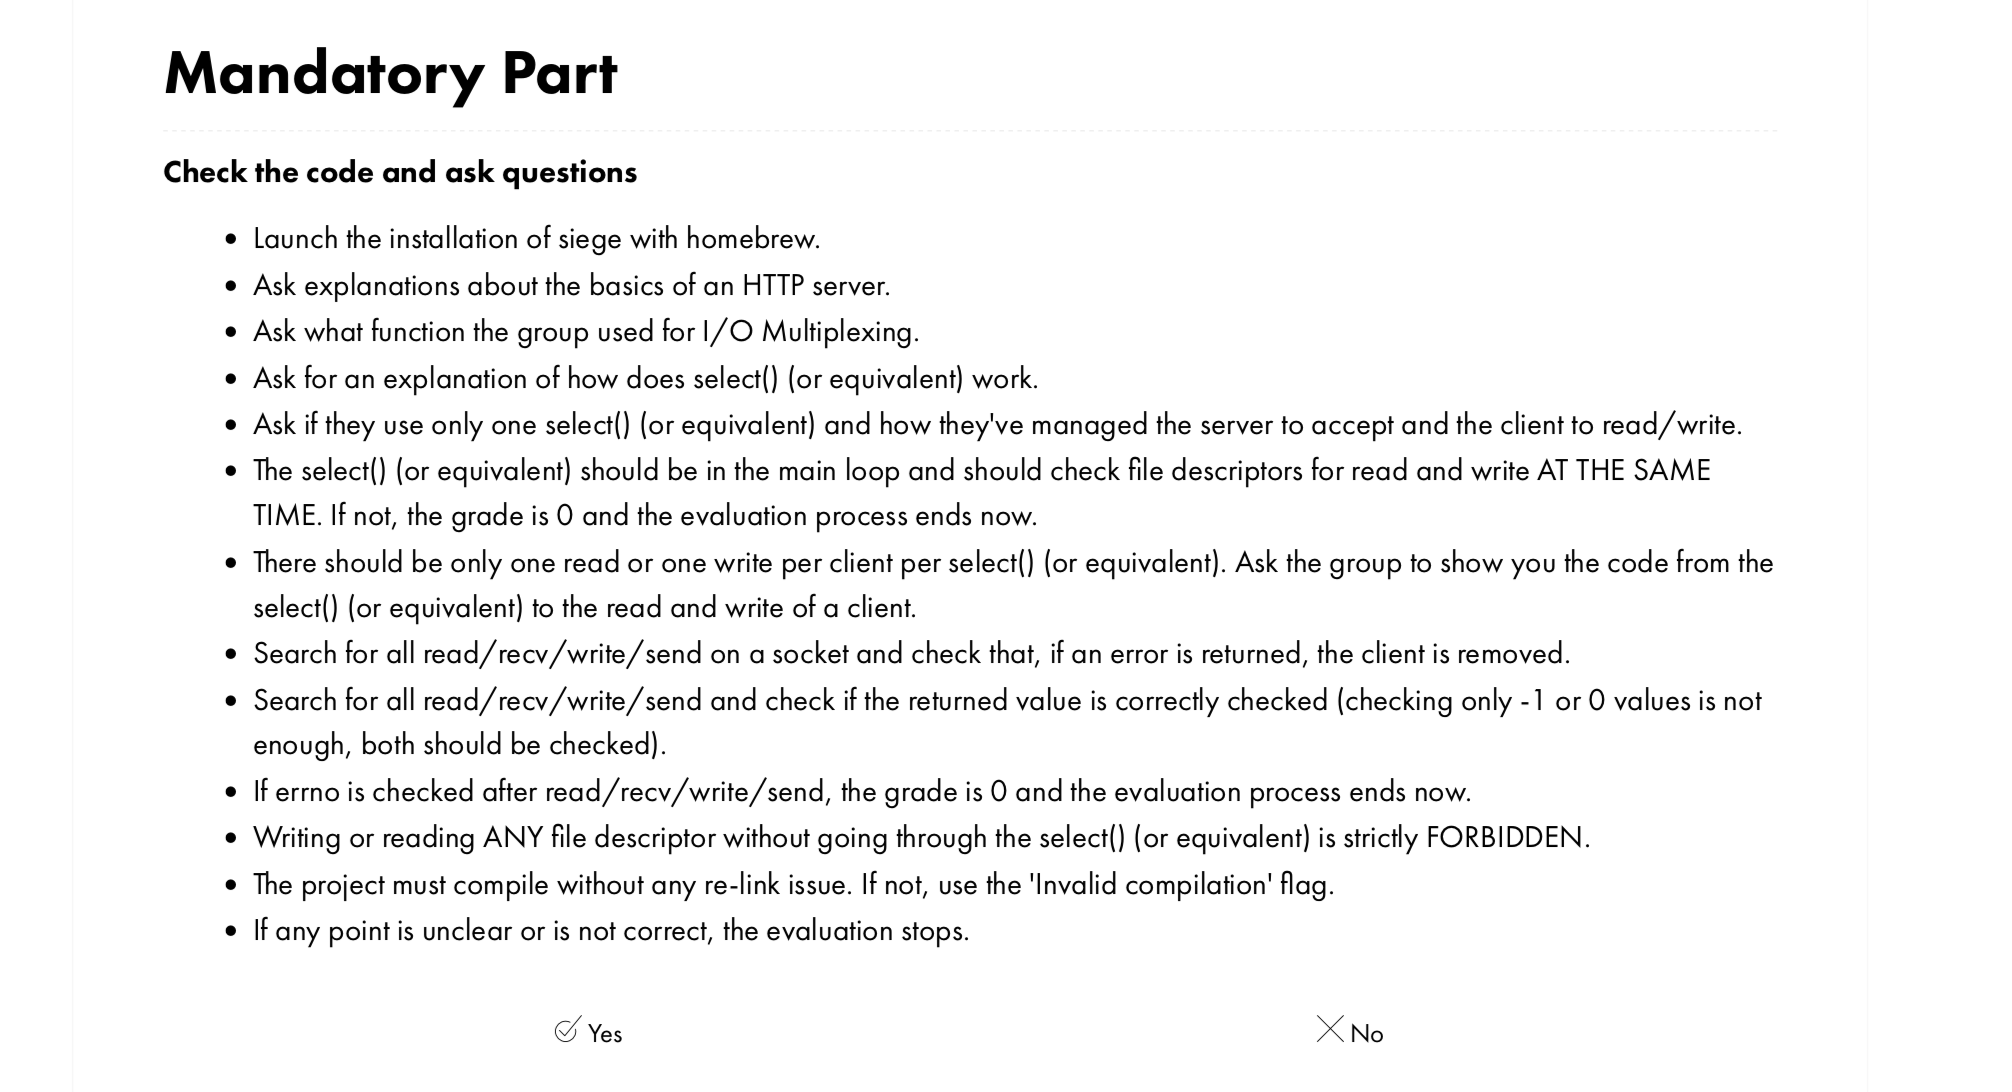 Mandatory Part
Check the code and ask questions
• Launch the installation of siege with homebrew.
• Ask explanations about the basics of an HTTP server.
• Ask what function the group used for I/O Multiplexing.
• Ask for an explanation of how does select() (or equivalent) work.
• Ask if they use only one select() (or equivalent) and how they've managed the server to accept and the client to read/write.
• The select() (or equivalent) should be in the main loop and should check file descriptors for read and write AT THE SAME
TIME. If not, the grade is 0 and the evaluation process ends now.
• There should be only one read or one write per client per select() (or equivalent). Ask the group to show you the code from the
select() (or equivalent) to the read and write of a client.
• Search for all read/recv/write/send on a socket and check that, if an error is returned, the client is removed.
• Search for all read/recv/write/send and check if the returned value is correctly checked (checking only -1 or 0 values is not
enough, both should be checked).
• If errno is checked after read/recv/write/send, the grade is 0 and the evaluation process ends now.
• Writing or reading ANY file descriptor without going through the select() (or equivalent) is strictly FORBIDDEN.
• The project must compile without any re-link issue. If not, use the 'Invalid compilation' flag.
• If any point is unclear or is not correct, the evaluation stops.
Yes
No